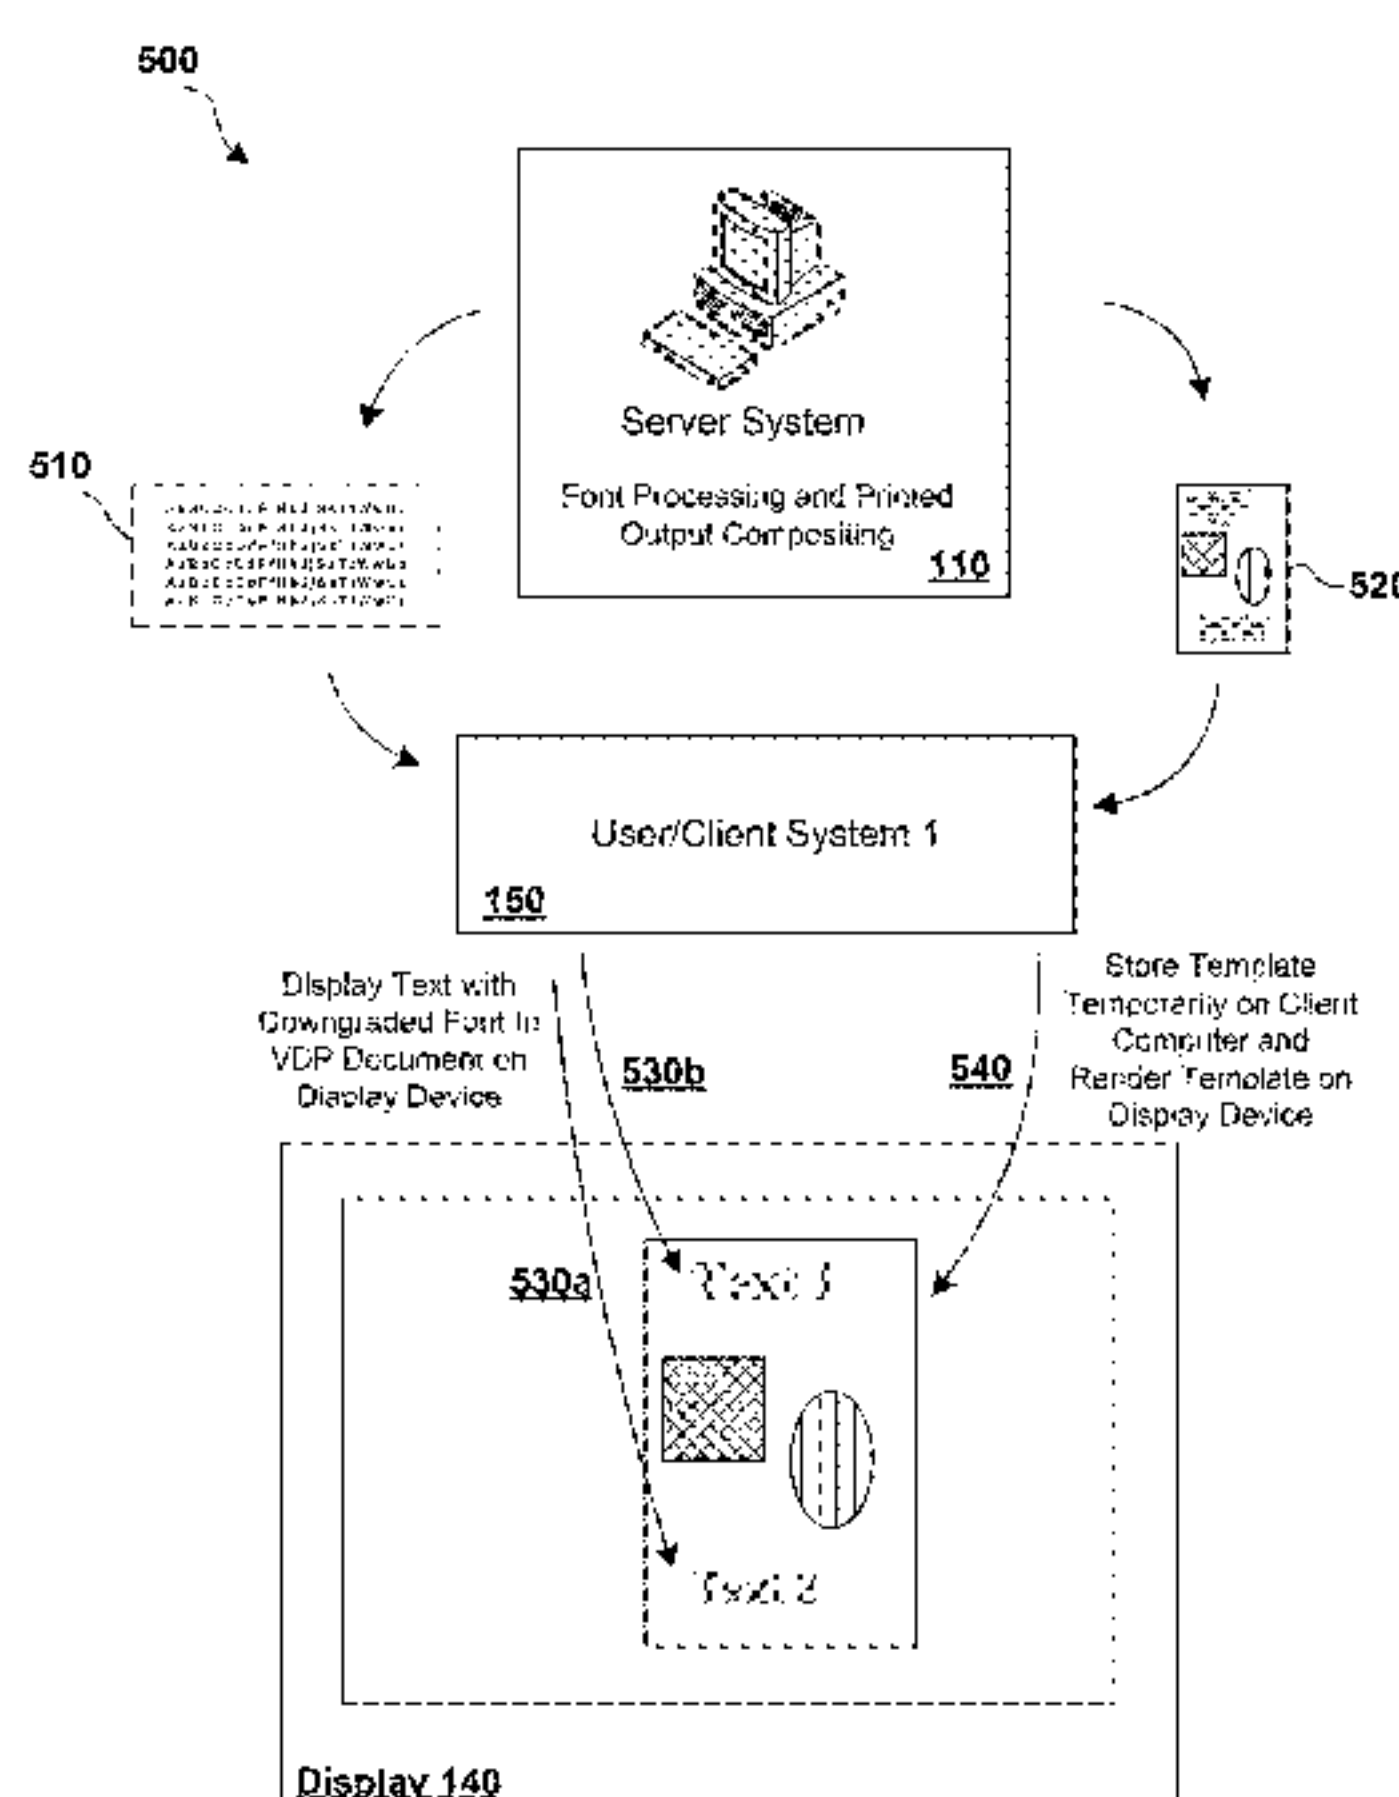 500
Server System
Font Processing and Printed
Output Compositing
110
510
520
User/Client System 1
150
Display Text with
Downgraded Font in
VDP Document on
Display Device
Store Template
Temporarily on Client
Computer and
Render Template on
Display Device
530b
540
530a
Text 1
Text 2
Display 140